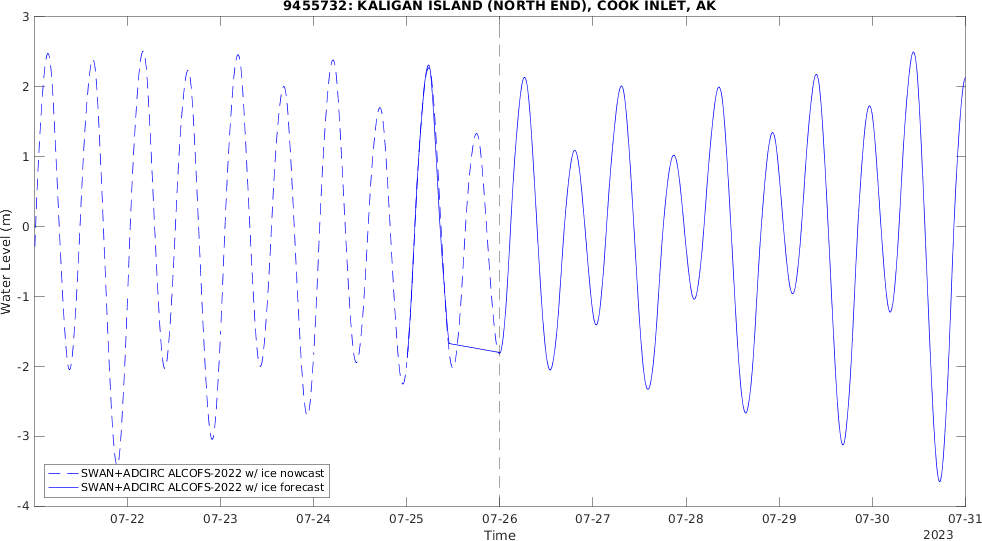 9455732: KALIGAN ISLAND (NORTH END), COOK INLET, AK
Water Level (m)
3
2
1
0
-1
-2
-3
-4
SWAN+ADCIRC ALCOFS-2022 w/ ice nowcast
SWAN+ADCIRC ALCOFS-2022 w/ ice forecast
07-22 07-23 07-24 07-25 07-26 07-27 07-28 07-29 07-30 07-31
Time
2023